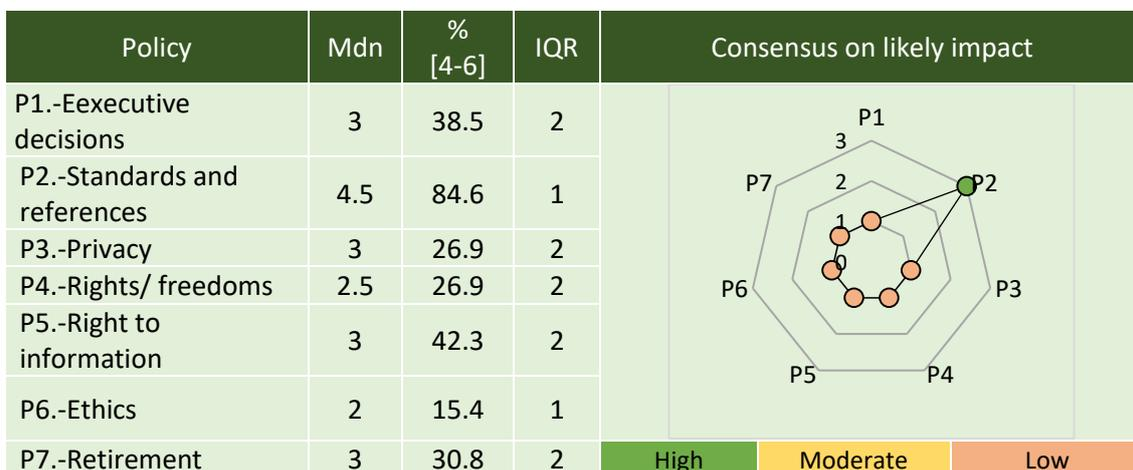 Policy Mdn % [4-6] IQR Consensus on likely impact
P1.-Eexecutive decisions 3 38.5 2
P2.-Standards and references 4.5 84.6 1
P3.-Privacy 3 26.9 2
P4.-Rights/ freedoms 2.5 26.9 2
P5.-Right to information 3 42.3 2
P6.-Ethics 2 15.4 1
P7.-Retirement 3 30.8 2
P1
3
P7 2 P2
1
0
P6 P3
P5 P4
High Moderate Low